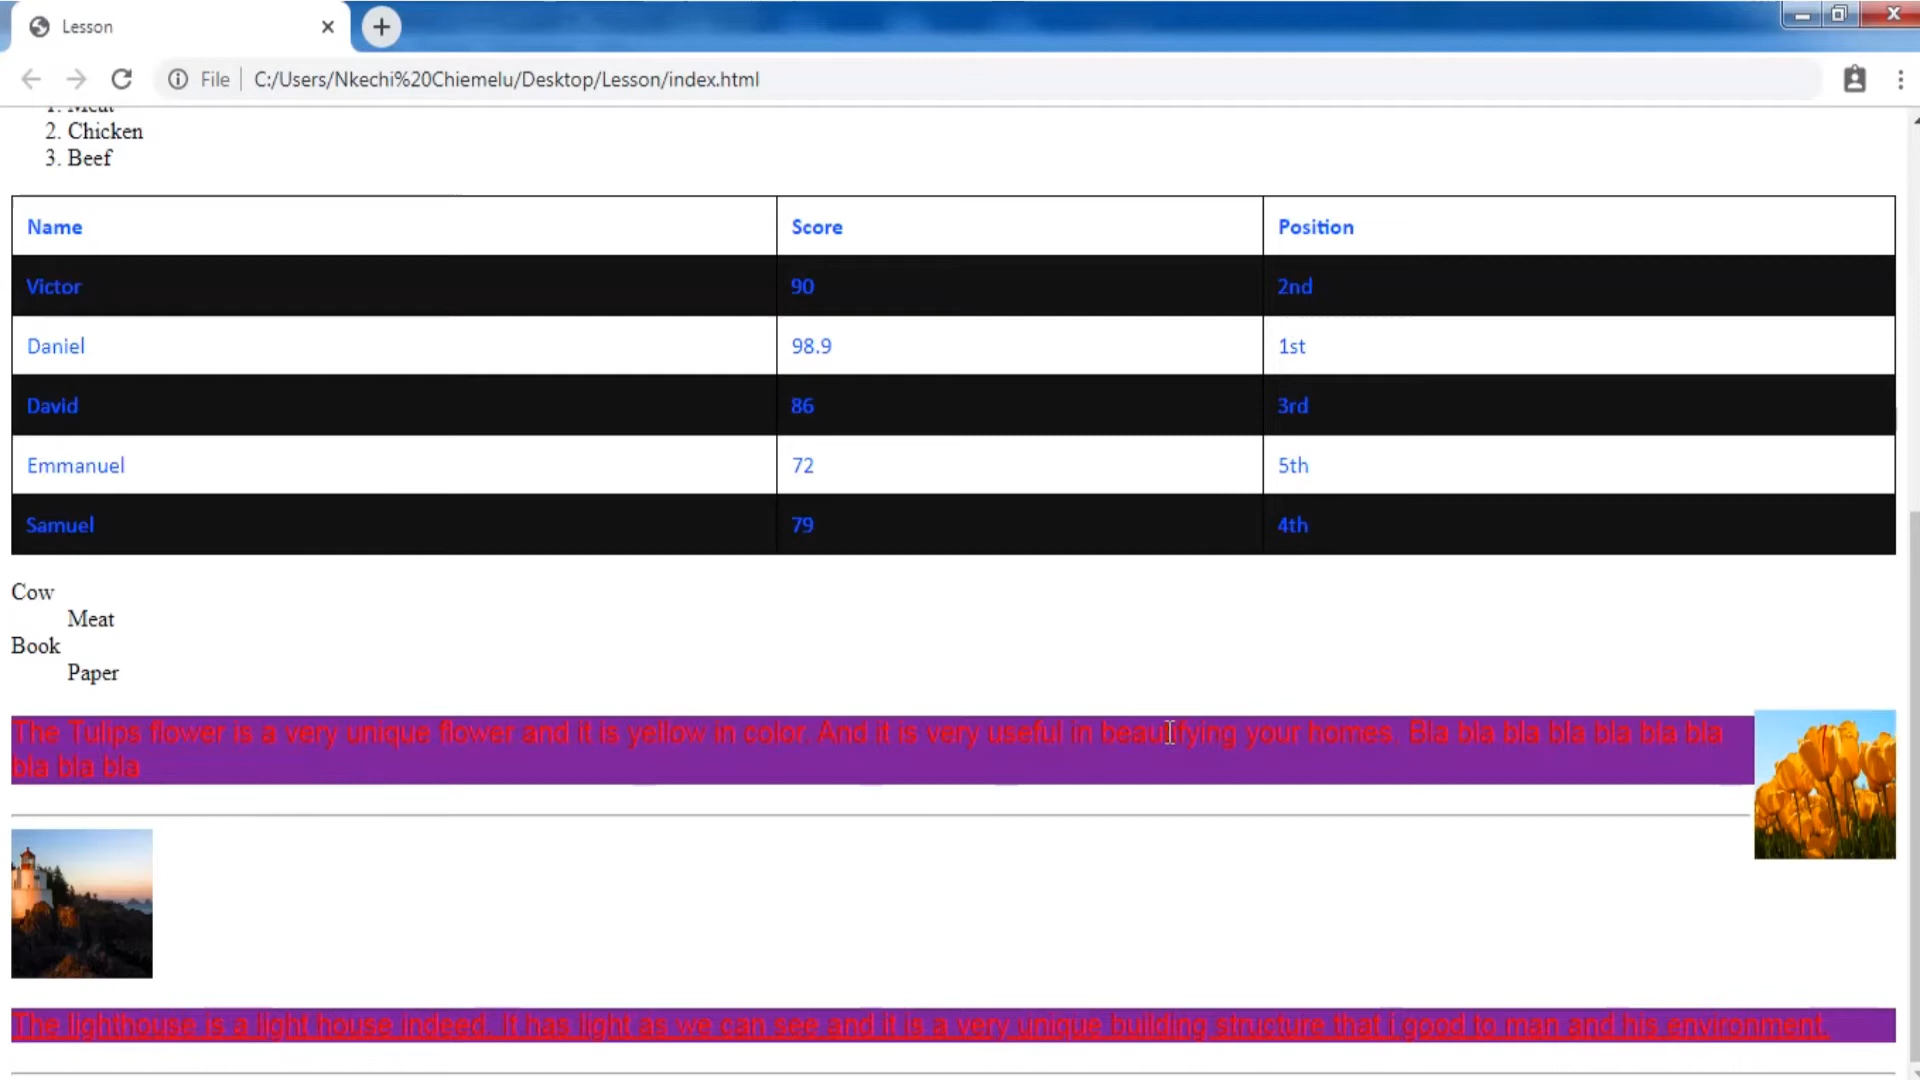 Lesson
File C:/Users/Nkechi%20Chiemelu/Desktop/Lesson/index.html
1. Meat
2. Chicken
3. Beef
Name Score Position
Victor 90 2nd
Daniel 98.9 1st
David 86 3rd
Emmanuel 72 5th
Samuel 79 4th
Cow
Meat
Book
Paper
The Tulips flower is a very unique flower and it is yellow in color. And it is very useful in beautifying your homes. Bla bla bla bla bla bla bla
bla bla bla
The lighthouse is a light house indeed. It has light as we can see and it is a very unique building structure that i good to man and his environment.